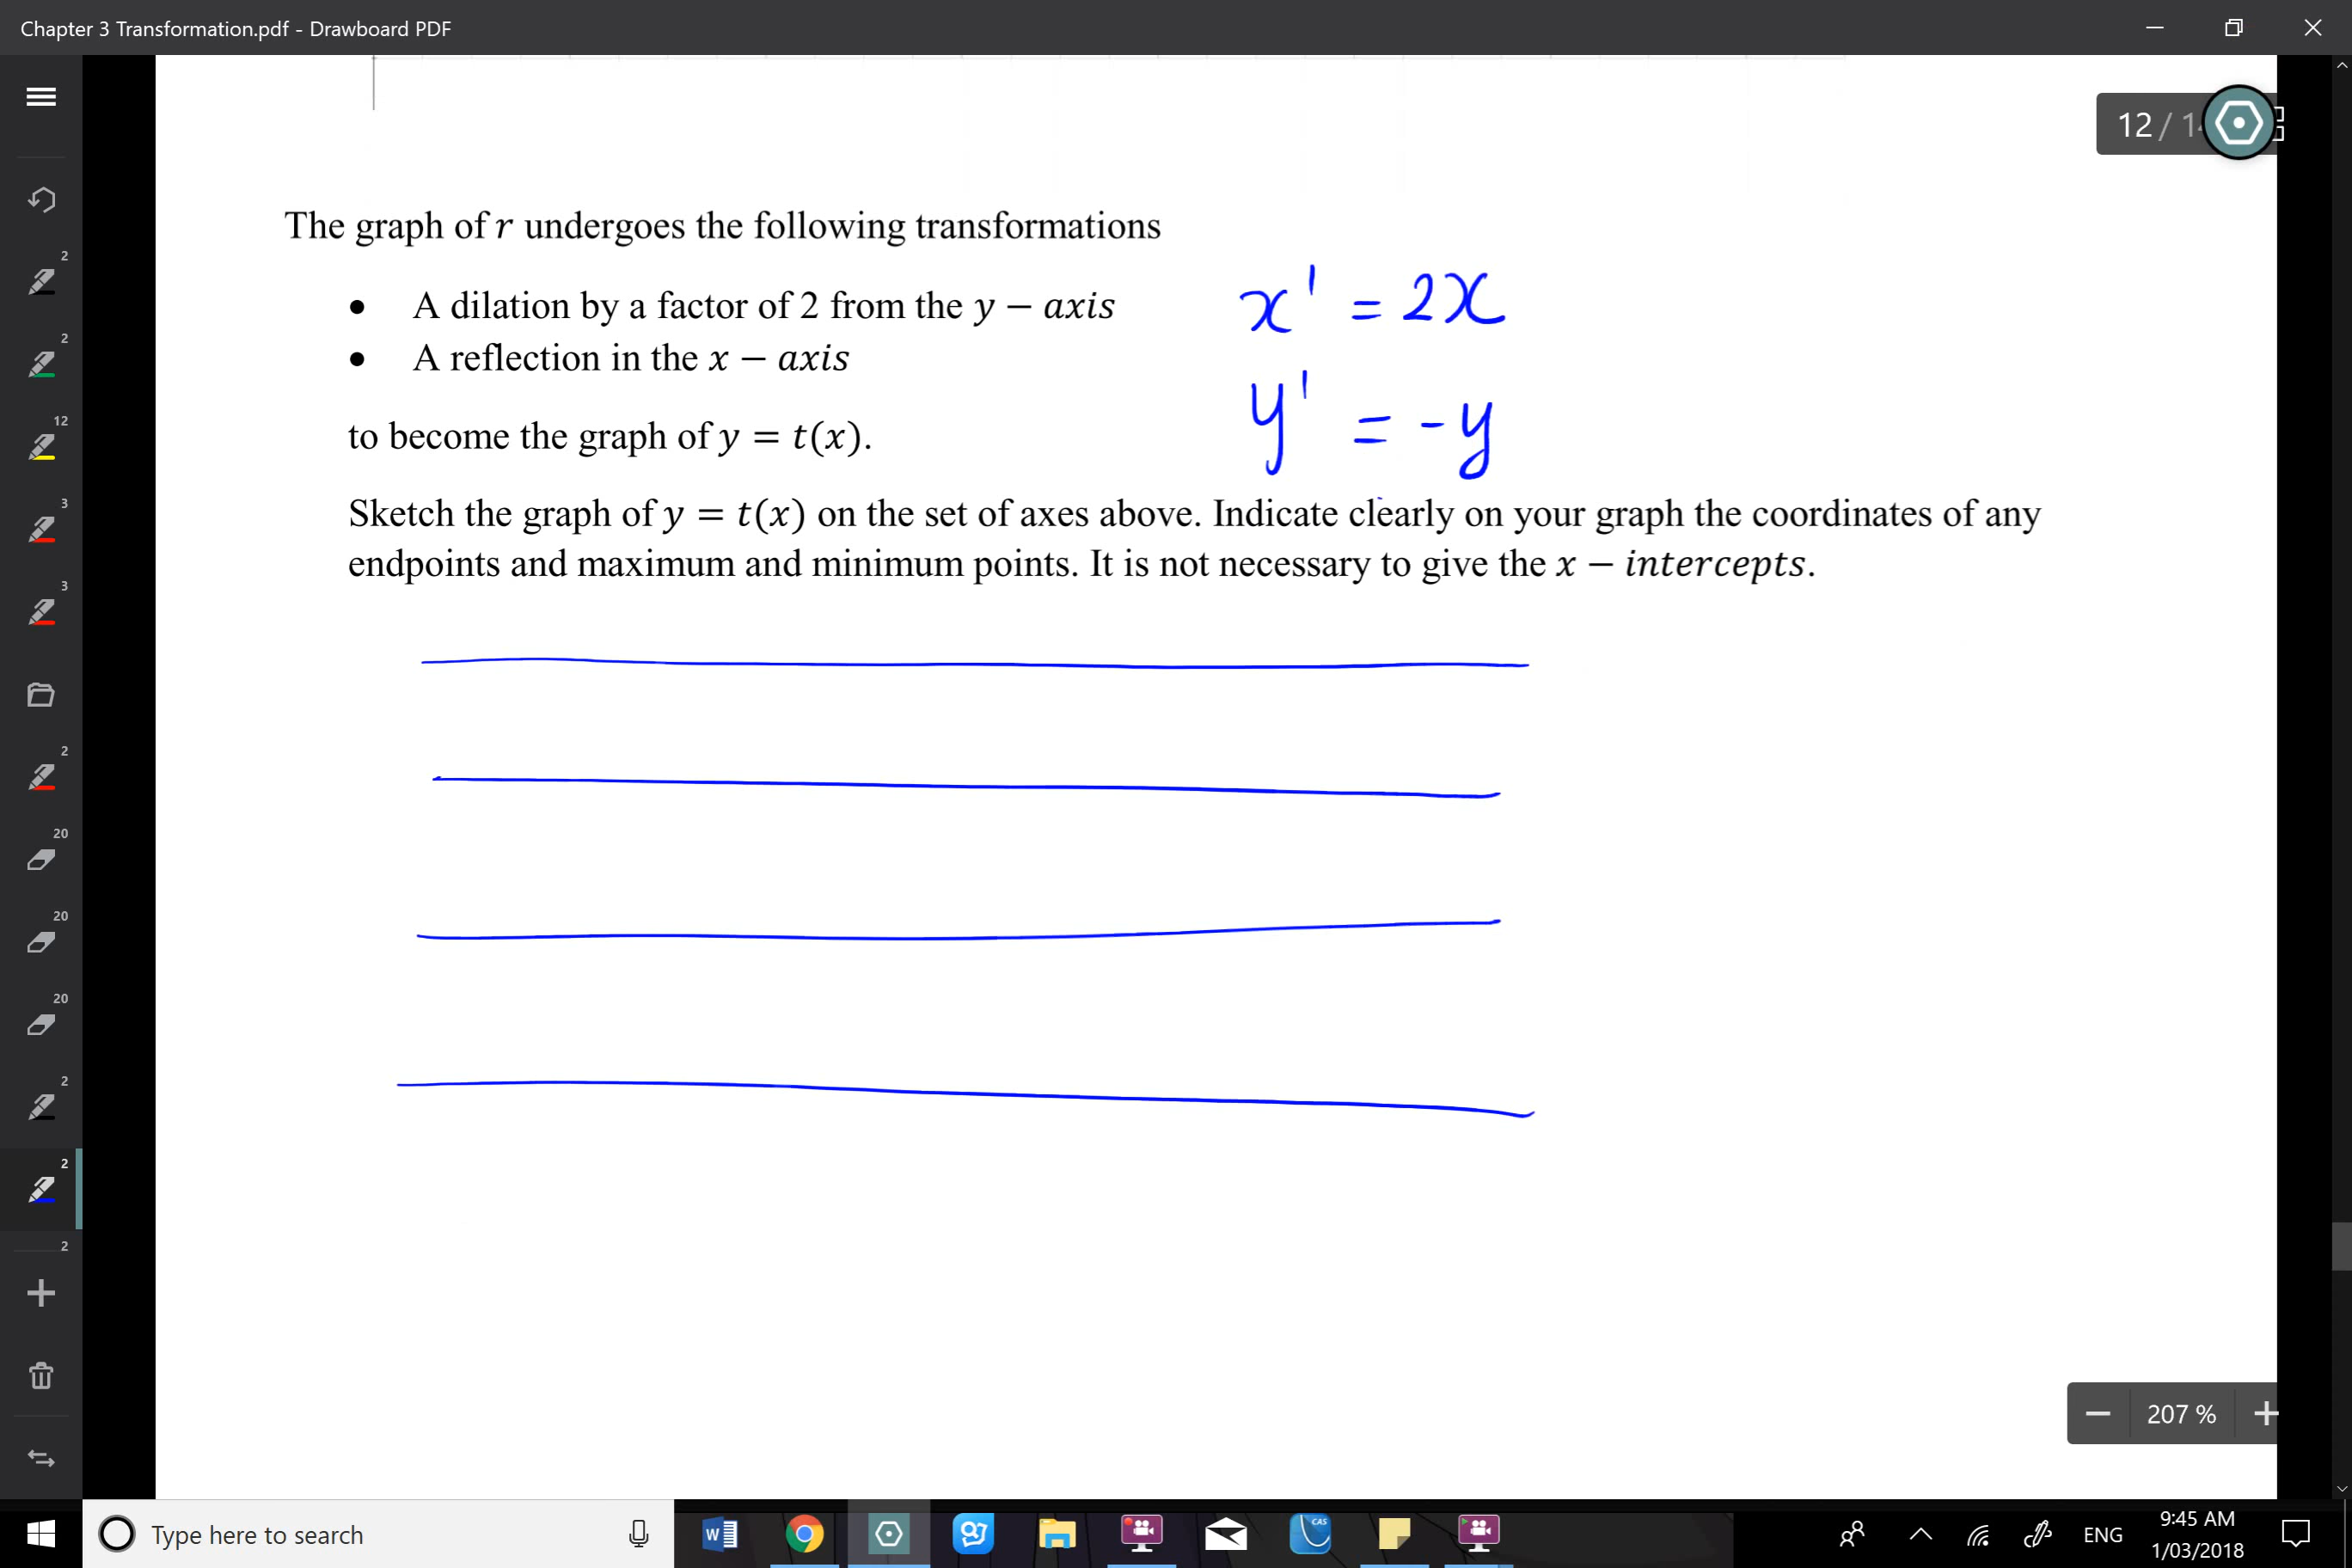 Chapter 3 Transformation.pdf - Drawboard PDF
12 / 1
The graph of r undergoes the following transformations
• A dilation by a factor of 2 from the y − axis
x' = 2x
• A reflection in the x − axis
y' = -y
to become the graph of y = t(x).
Sketch the graph of y = t(x) on the set of axes above. Indicate clearly on your graph the coordinates of any
endpoints and maximum and minimum points. It is not necessary to give the x − intercepts.
2
2
12
3
3
2
20
20
20
2
2
2
207 %
Type here to search
W
CAS
ENG
9:45 AM
1/03/2018